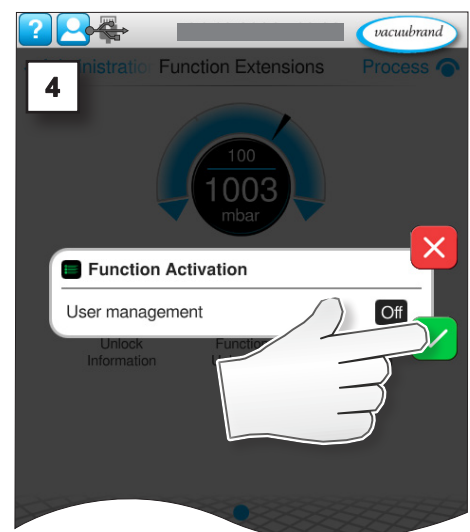 ? vacuubrand
4
Function Extensions Process
100
1003
mbar
Function Activation
User management Off
Unlock
Information